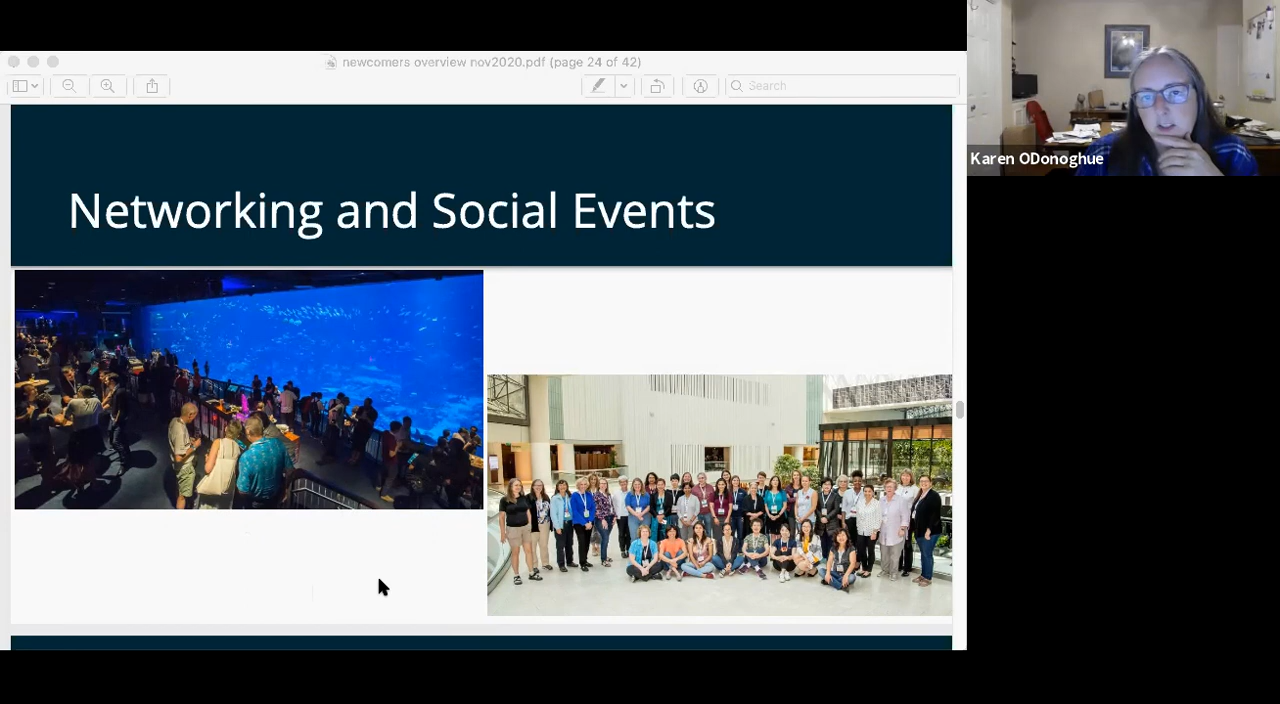 newcomers overview nov2020.pdf (page 24 of 42)
Search
Networking and Social Events
Karen ODonoghue